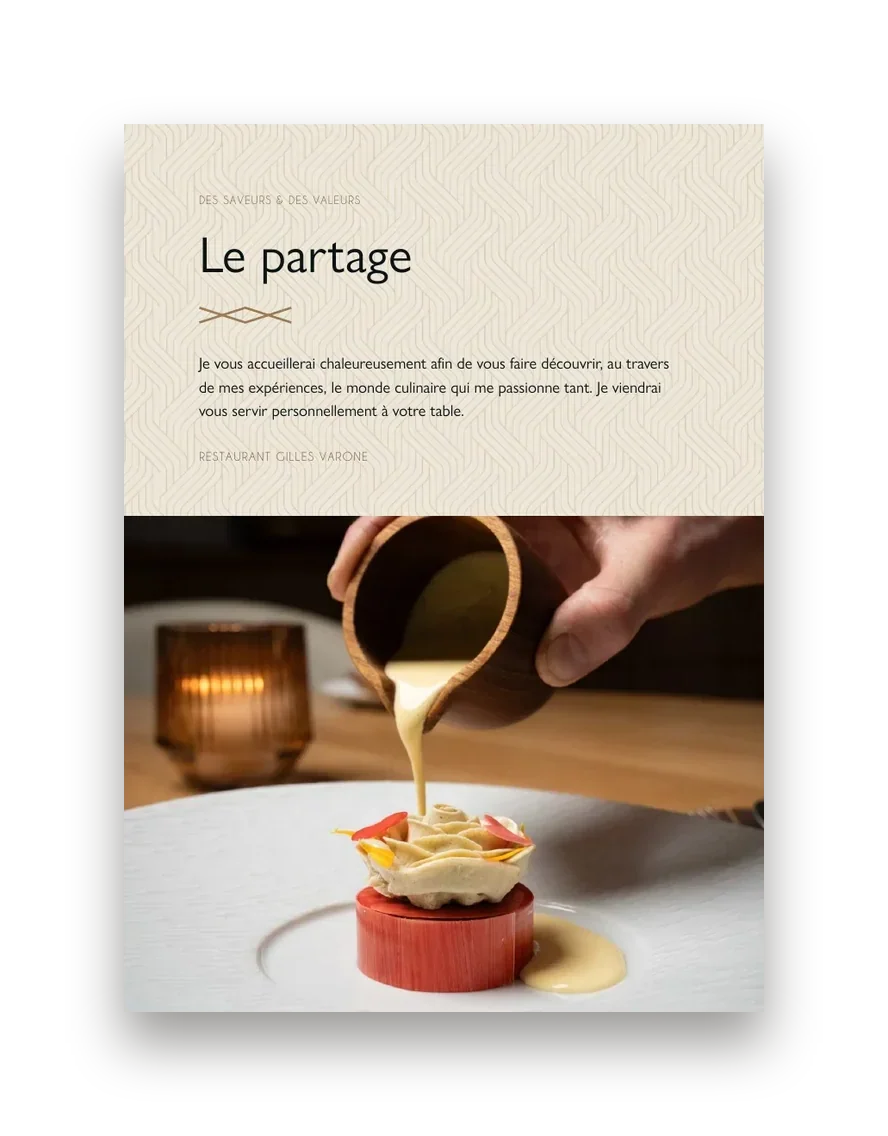 DES SAVEURS & DES VALEURS
Le partage
Je vous accueillerai chaleureusement afin de vous faire découvrir, au travers
de mes expériences, le monde culinaire qui me passionne tant. Je viendrai
vous servir personnellement à votre table.
RESTAURANT GILLES VARONE